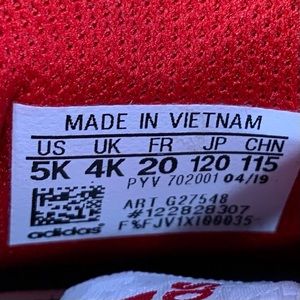 MADE IN VIETNAM
US UK FR JP CHN
5K 4K 20 120 115
PYV 702001 04/19
ART G27548
#122828307
F%FJV1XI00035-
adidas